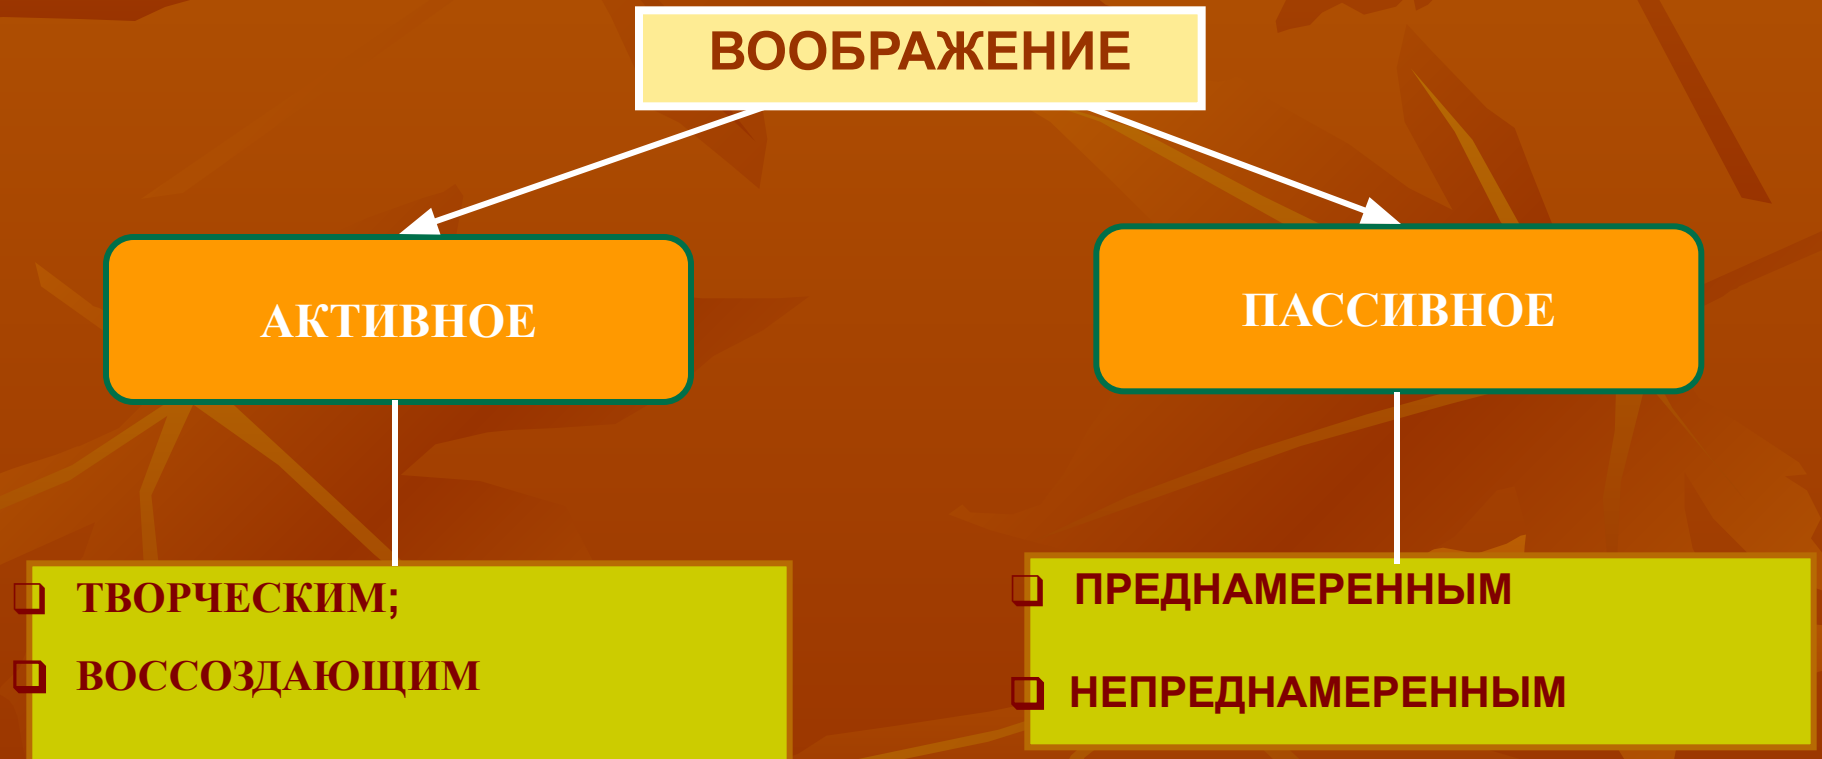 ВООБРАЖЕНИЕ
АКТИВНОЕ
ПАССИВНОЕ
ТВОРЧЕСКИМ;
ВОССОЗДАЮЩИМ
ПРЕДНАМЕРЕННЫМ
НЕПРЕДНАМЕРЕННЫМ